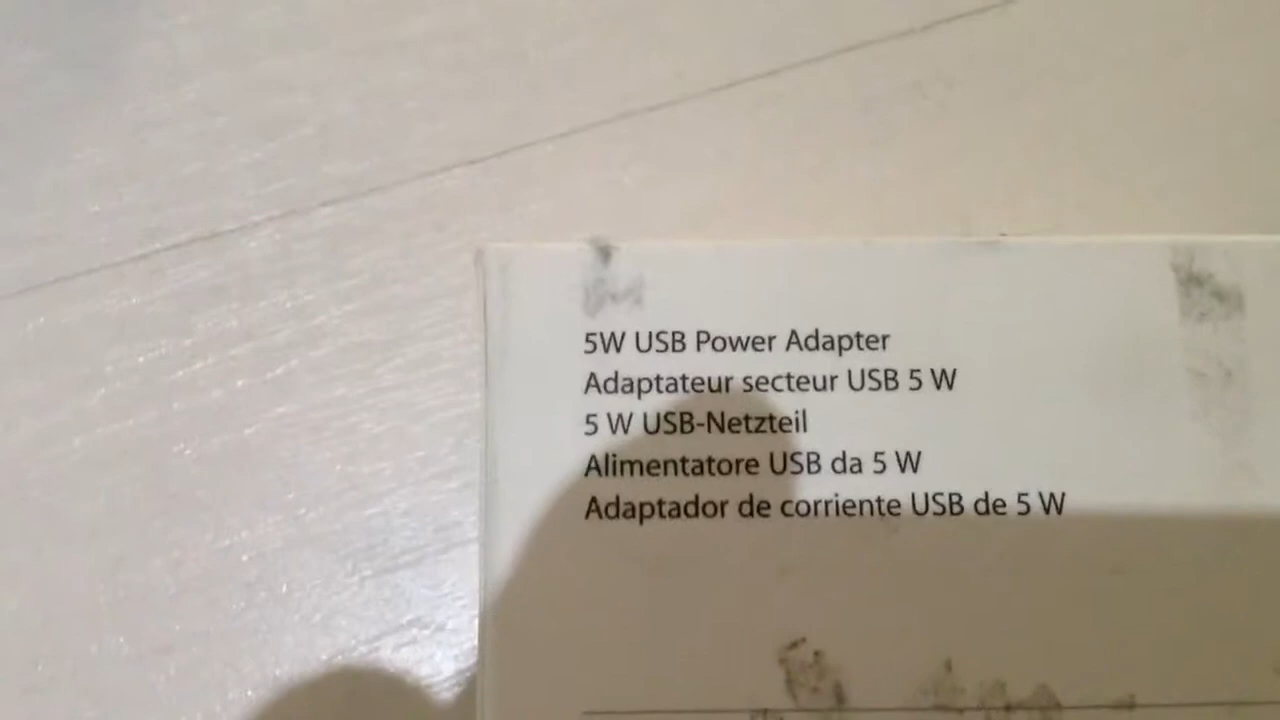 5W USB Power Adapter
Adaptateur secteur USB 5 W
5 W USB-Netzteil
Alimentatore USB da 5 W
Adaptador de corriente USB de 5 W